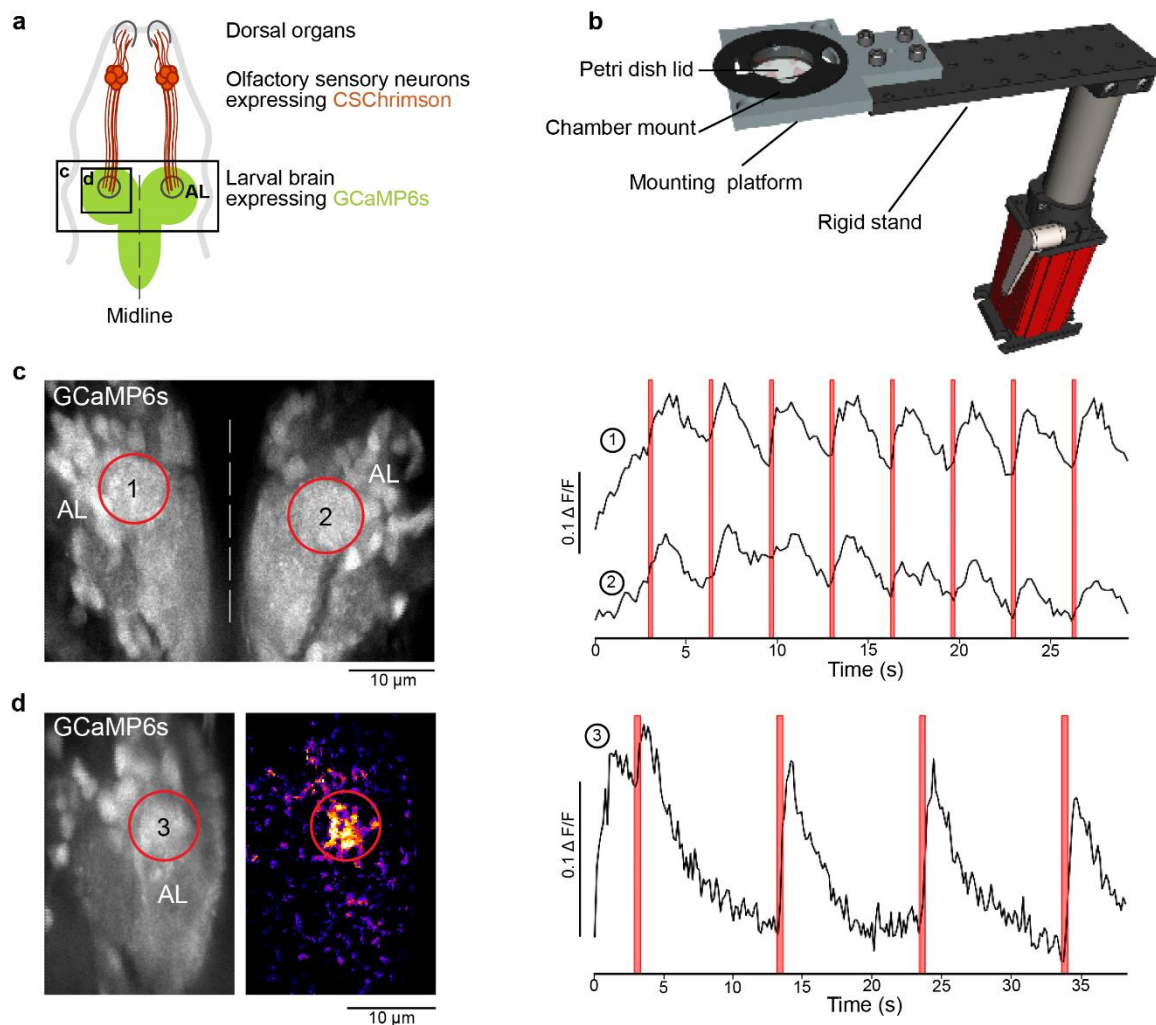 a
Dorsal organs
Olfactory sensory neurons
expressing CSChrimson
c
d
AL
Larval brain
expressing GCaMP6s
Midline
b
Petri dish lid
Chamber mount
Mounting platform
Rigid stand
c
GCaMP6s
1
AL
2
AL
10 µm
1
2
0.1 Δ F/F
0 5 10 15 20 25
Time (s)
d
GCaMP6s
3
AL
10 µm
3
0.1 Δ F/F
0 5 10 15 20 25 30 35
Time (s)